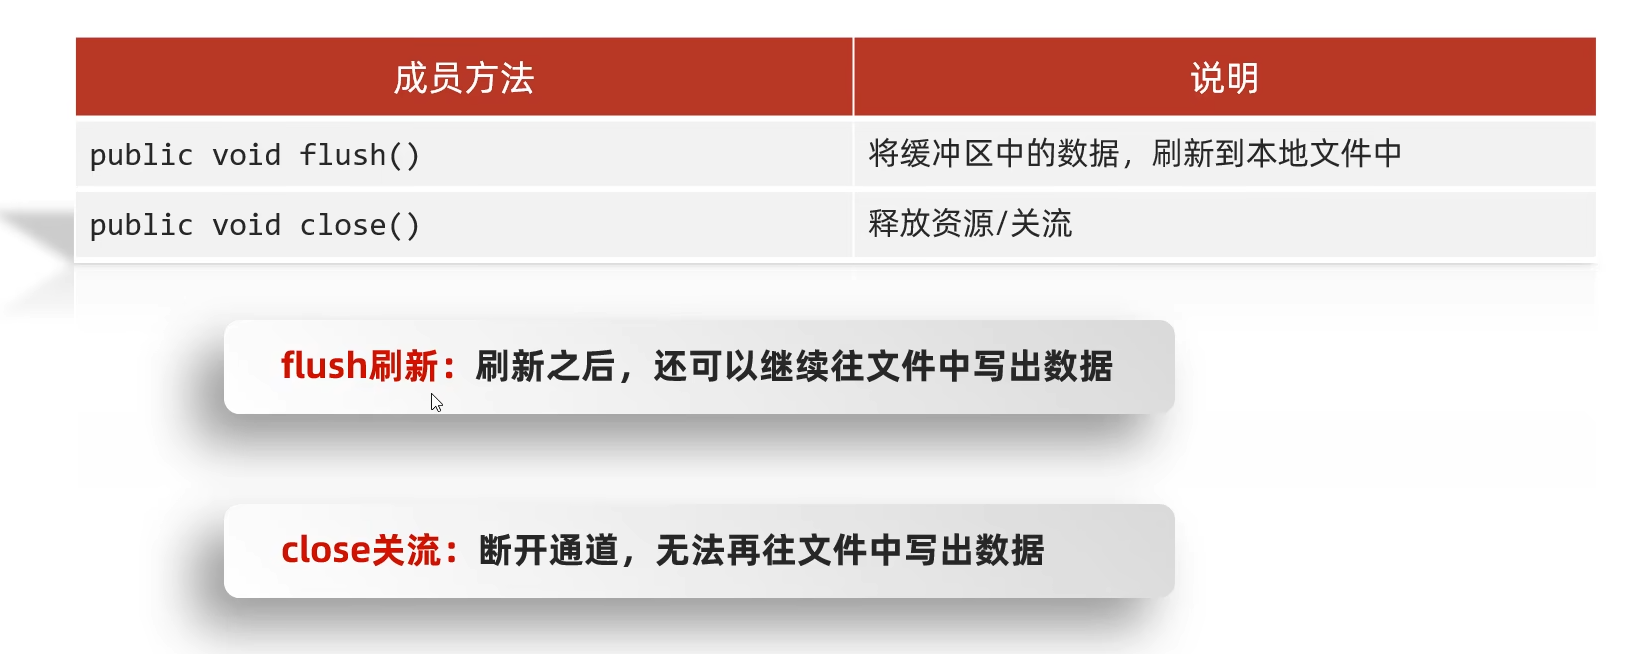 成员方法
说明
public void flush()
将缓冲区中的数据，刷新到本地文件中
public void close()
释放资源/关流
flush刷新：刷新之后，还可以继续往文件中写出数据
close关流：断开通道，无法再往文件中写出数据